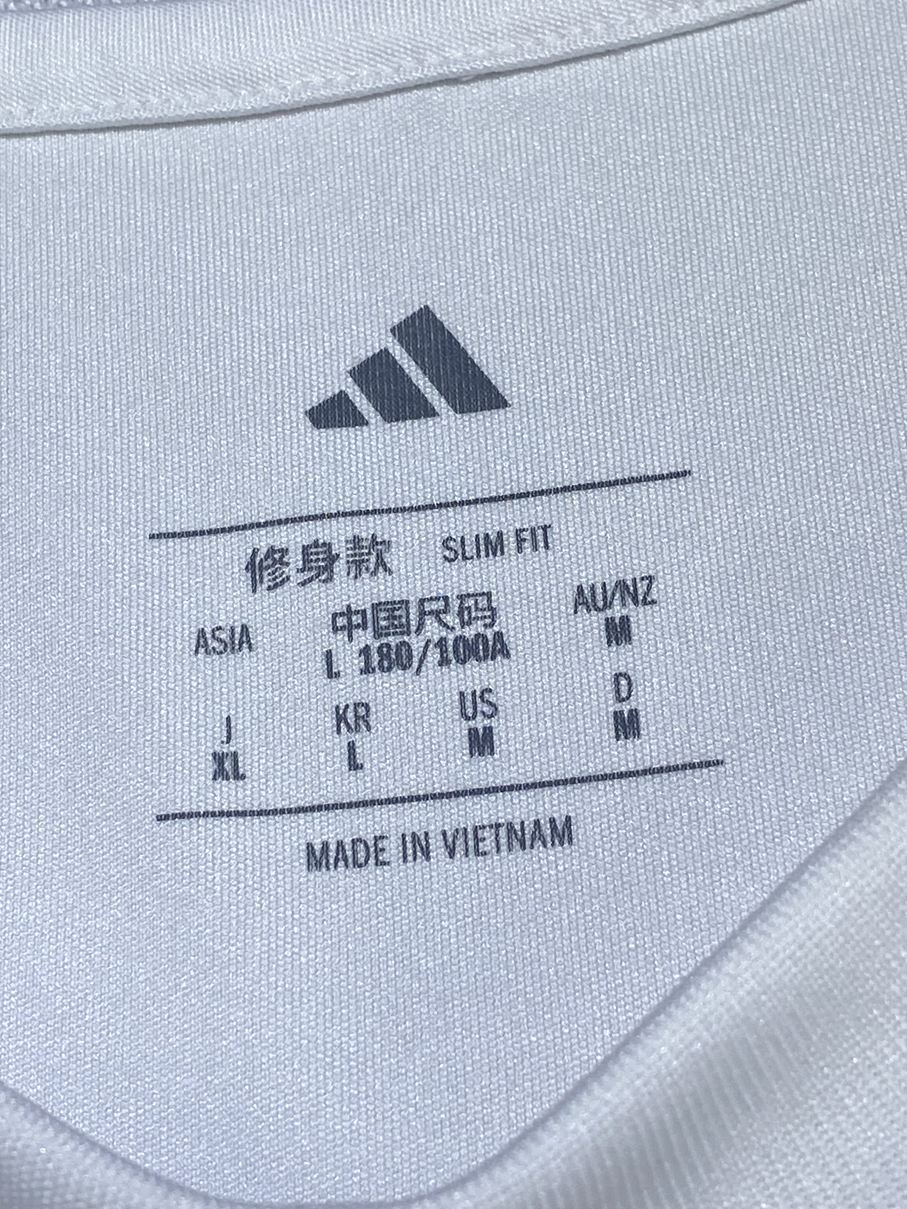 修身款 SLIM FIT
ASIA 中国尺码 AU/NZ
L 180/100A M
J KR US D
XL L M M
MADE IN VIETNAM